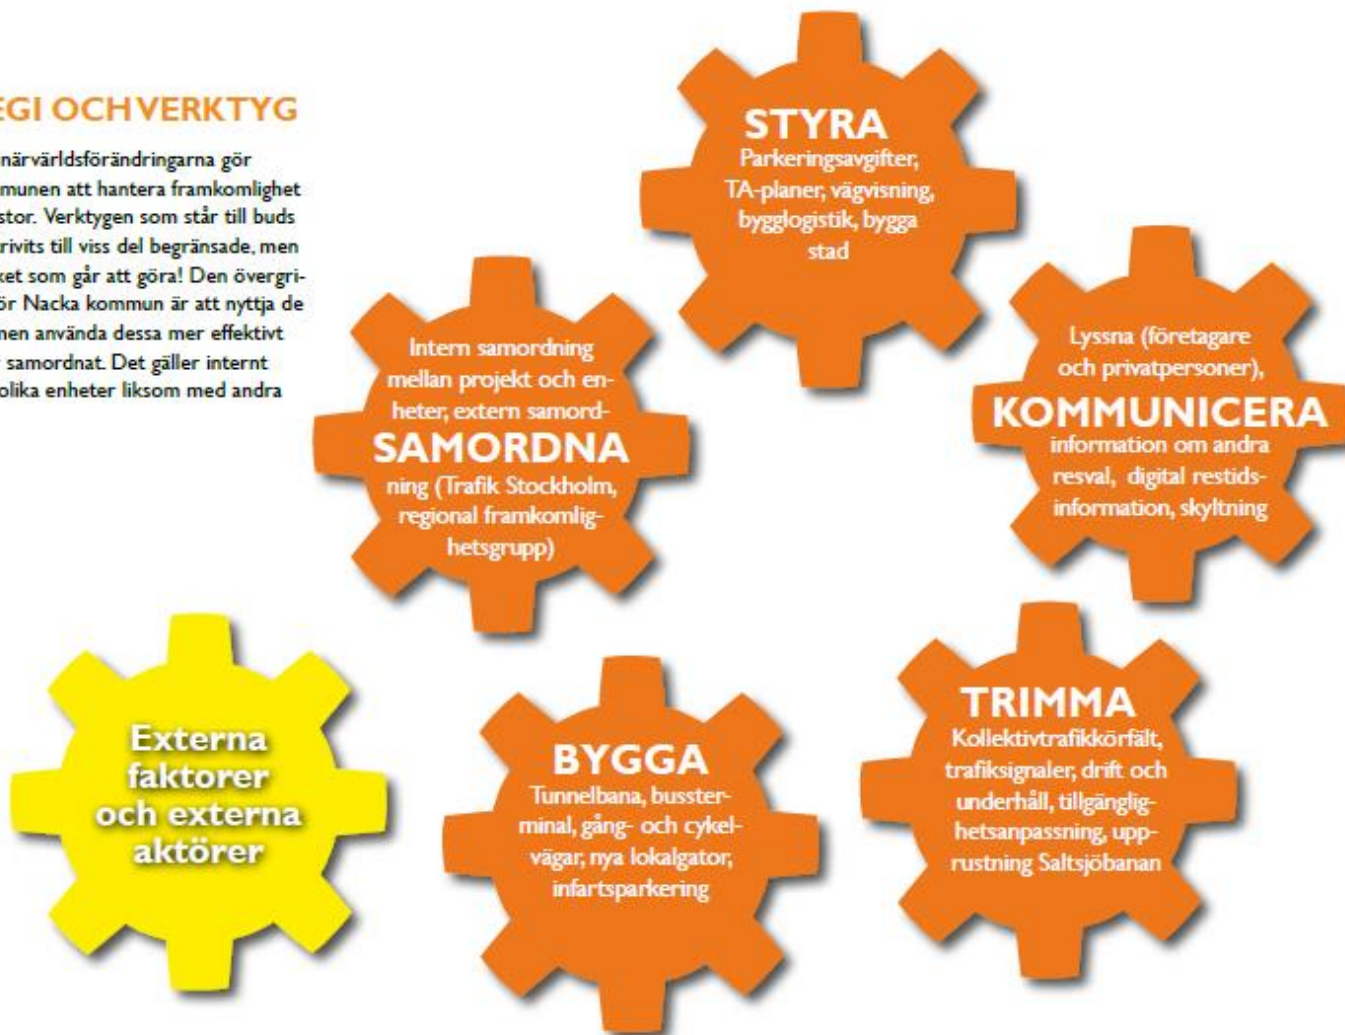 EGI OCH VERKTYG
närvärldsförändringarna gör
munen att hantera framkomlighet
stor. Verktygen som står till buds
rivits till viss del begränsade, men
ket som går att göra! Den övergri-
ör Nacka kommun är att nyttja de
men använda dessa mer effektivt
samordnat. Det gäller internt
olika enheter liksom med andra
STYRA
Parkeringsavgifter,
TA-planer, vägvisning,
bygglogistik, bygga
stad
Intern samordning
mellan projekt och en-
heter, extern samord-
SAMORDNA
ning (Trafik Stockholm,
regional framkomlig-
hetsgrupp)
Lyssna (företagare
och privatpersoner),
KOMMUNICERA
information om andra
resval, digital restids-
information, skyltning
Externa
faktorer
och externa
aktörer
BYGGA
Tunnelbana, busster-
minal, gång- och cykel-
vägar, nya lokalgator,
infartsparkering
TRIMMA
Kollektivtrafikkörfält,
trafiksignaler, drift och
underhåll, tillgänglig-
hetsanpassning, upp-
rustning Saltsjöbanan